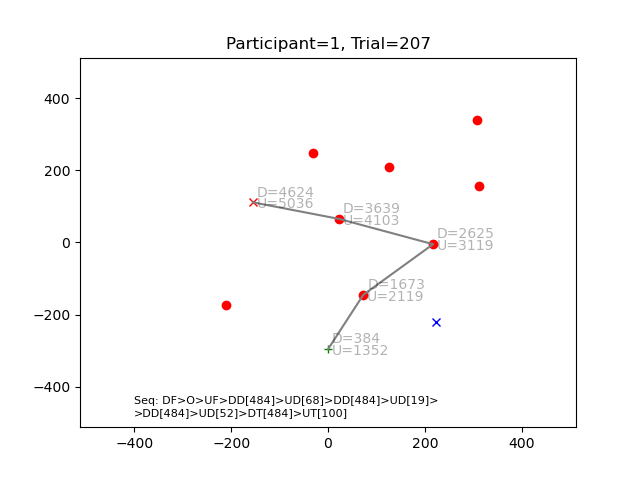 Participant=1, Trial=207
400
200
0
−200
−400
D=4624
U=5036
D=3639
U=4103
D=2625
U=3119
D=1673
U=2119
D=384
U=1352
Seq: DF>O>UF>DD[484]>UD[68]>DD[484]>UD[19]>
>DD[484]>UD[52]>DT[484]>UT[100]
−400 −200 0 200 400